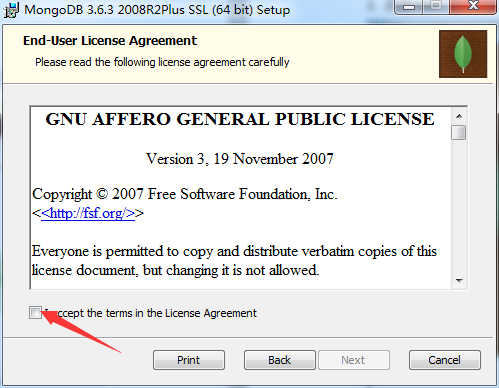 MongoDB 3.6.3 2008R2Plus SSL (64 bit) Setup
End-User License Agreement
Please read the following license agreement carefully
GNU AFFERO GENERAL PUBLIC LICENSE
Version 3, 19 November 2007
Copyright © 2007 Free Software Foundation, Inc.
<<http://fsf.org/>>
Everyone is permitted to copy and distribute verbatim copies of this
license document, but changing it is not allowed.
accept the terms in the License Agreement
Print
Back
Next
Cancel